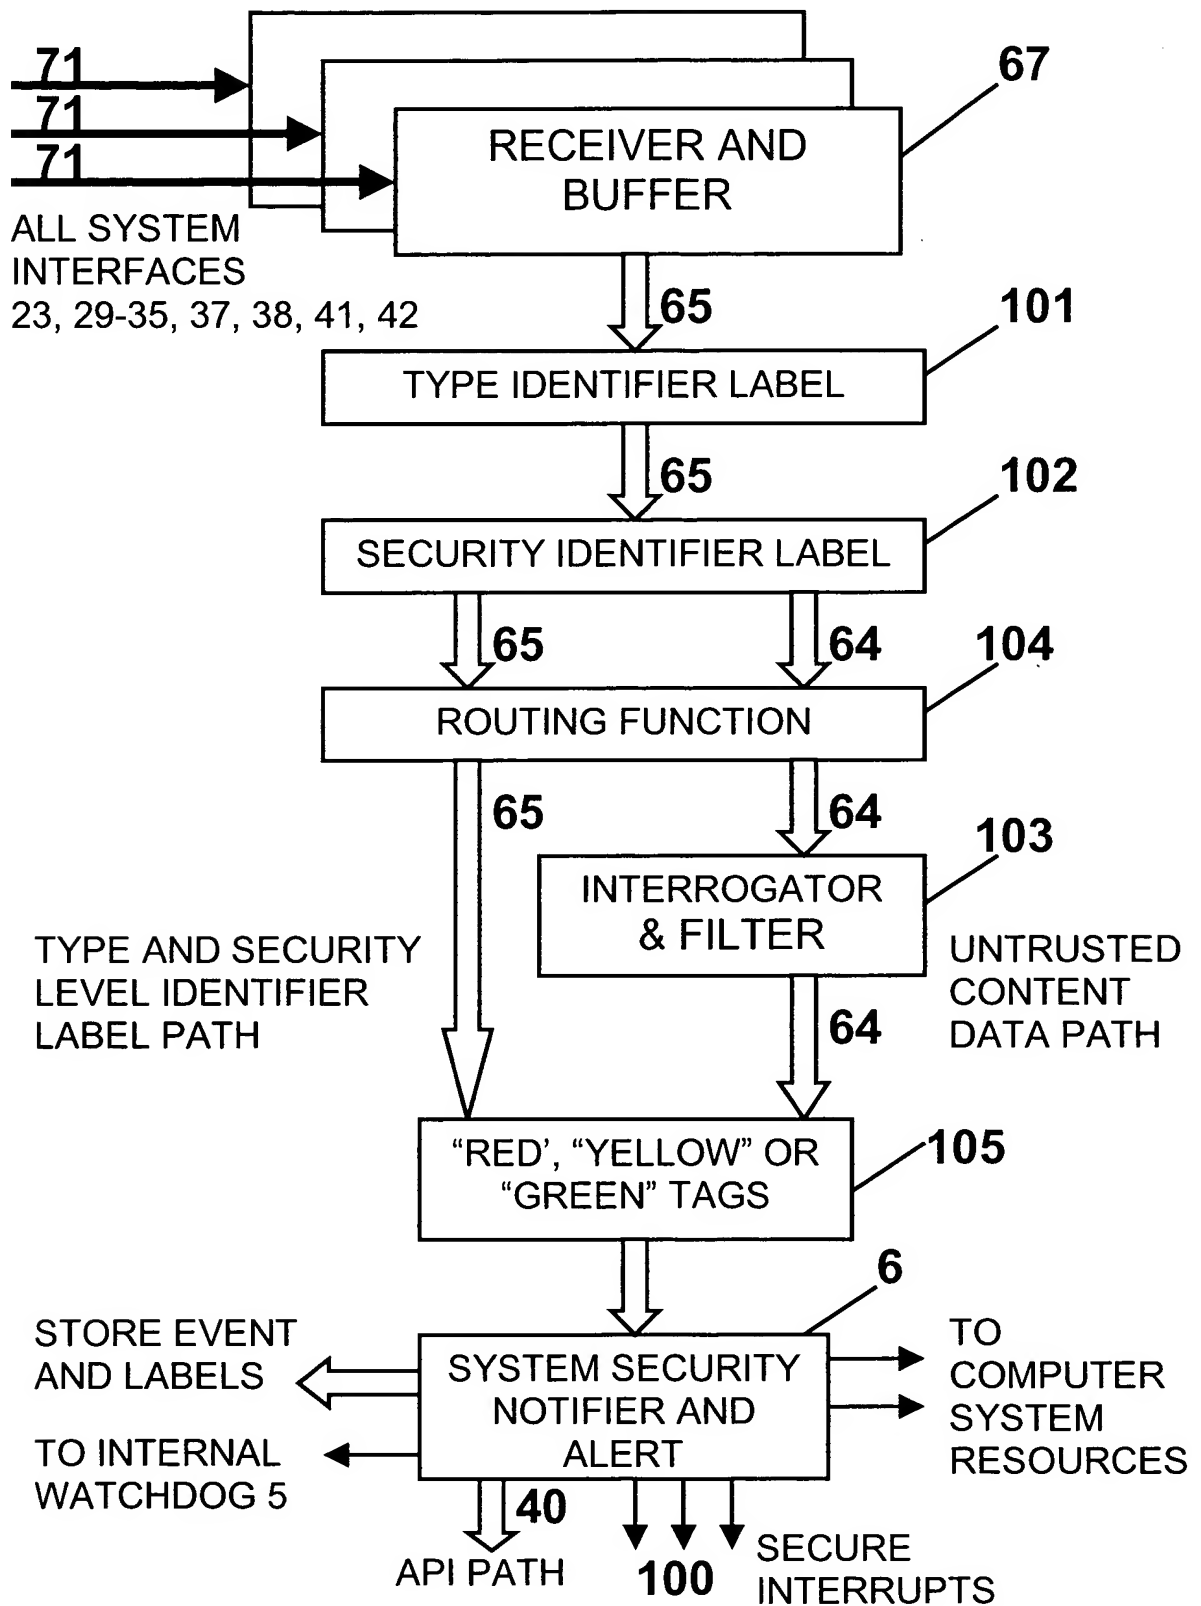 71
71
71
67
RECEIVER AND
BUFFER
ALL SYSTEM
INTERFACES
23, 29-35, 37, 38, 41, 42
65
101
TYPE IDENTIFIER LABEL
65
102
SECURITY IDENTIFIER LABEL
65
64
104
ROUTING FUNCTION
65
64
103
INTERROGATOR
& FILTER
TYPE AND SECURITY
LEVEL IDENTIFIER
LABEL PATH
UNTRUSTED
CONTENT
DATA PATH
64
“RED’, “YELLOW” OR
“GREEN” TAGS
105
6
STORE EVENT
AND LABELS
SYSTEM SECURITY
NOTIFIER AND
ALERT
TO
COMPUTER
SYSTEM
RESOURCES
TO INTERNAL
WATCHDOG 5
40
API PATH
100
SECURE
INTERRUPTS